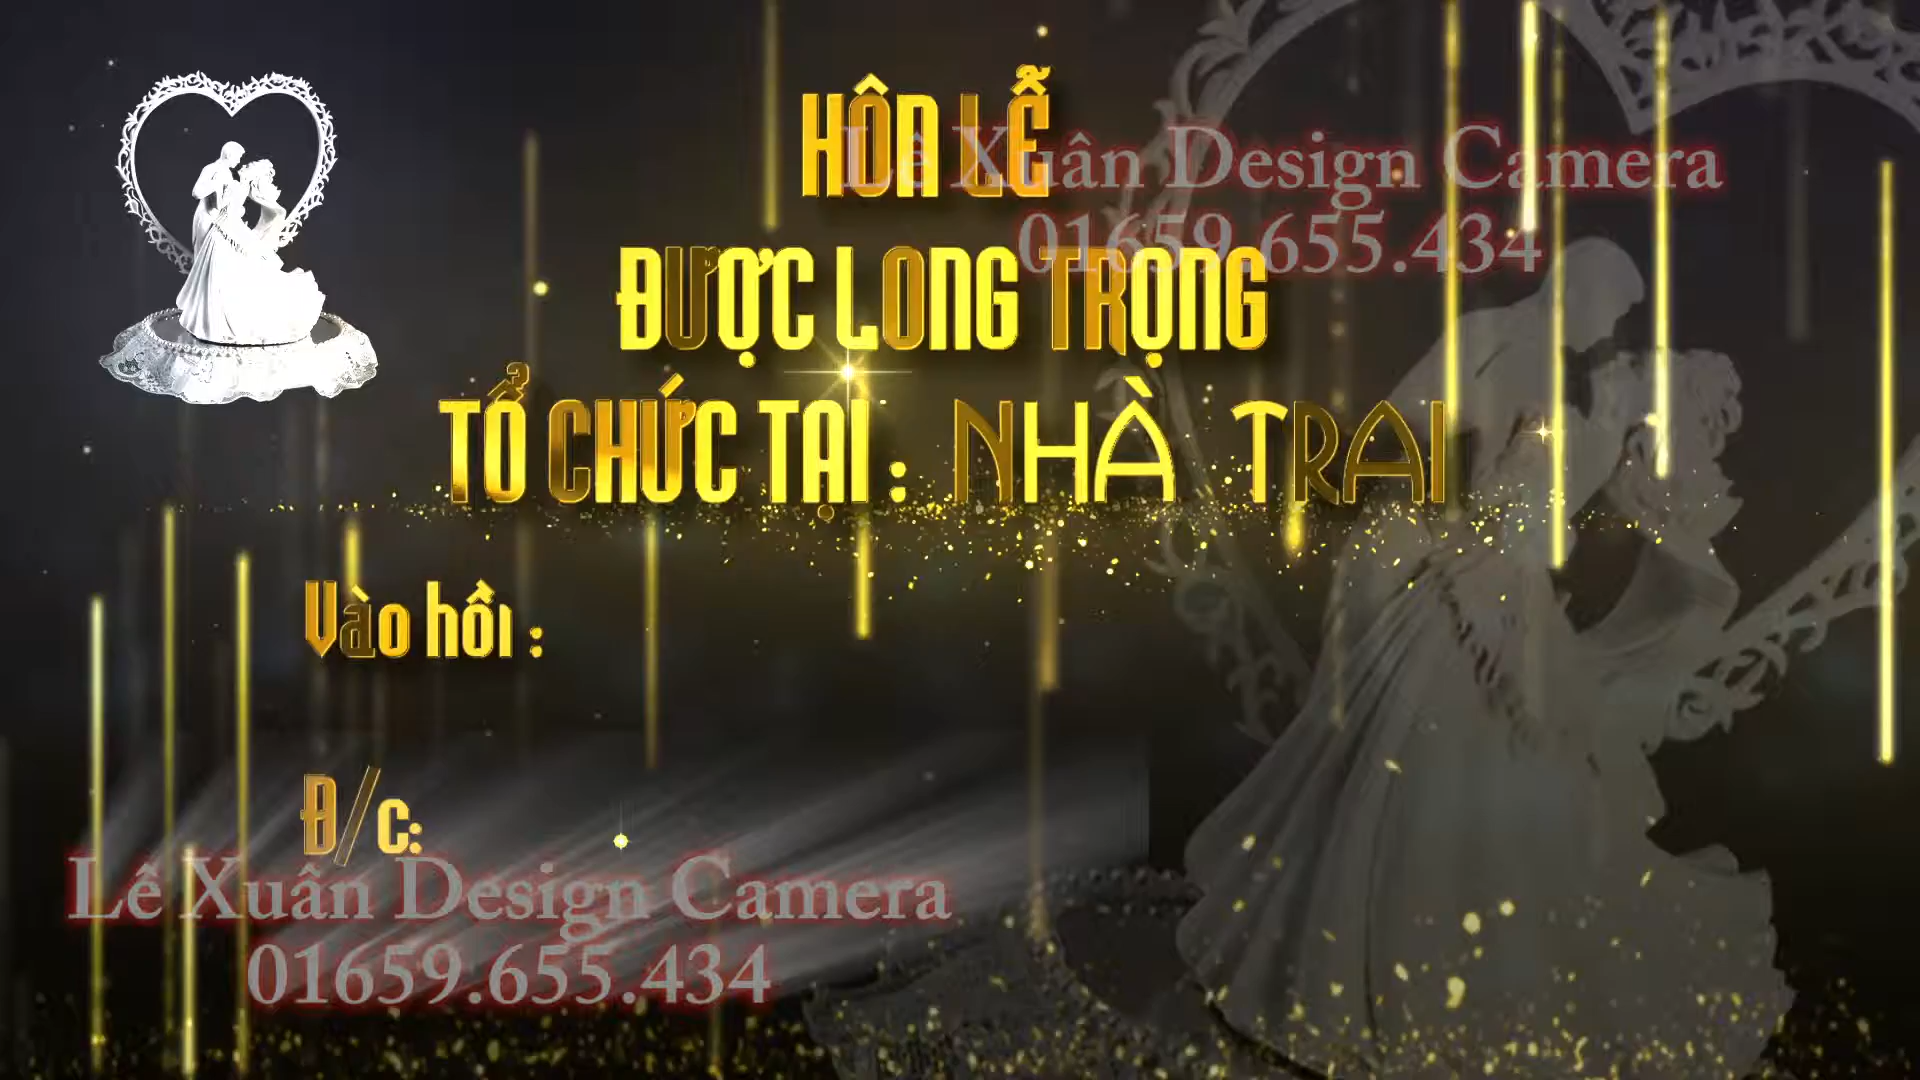 HÔN LỄ
Lê Xuân Design Camera
01659.655.434
ĐƯỢC LONG TRỌNG
TỔ CHỨC TẠI : NHÀ TRAI
Vào hồi :
Đ/c:
Lê Xuân Design Camera
01659.655.434